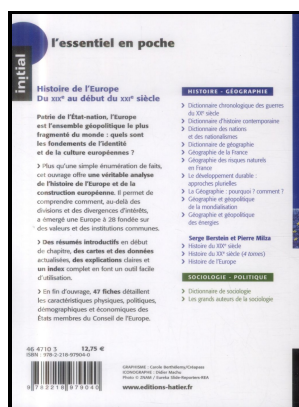 initial
l'essentiel en poche
Histoire de l'Europe
Du XIXᵉ au début du XXIᵉ siècle
Patrie de l'État-nation, l'Europe
est l'ensemble géopolitique le plus
fragmenté du monde : quels sont
les fondements de l'identité
et de la culture européennes ?
› Plus qu'une simple énumération de faits,
cet ouvrage offre une véritable analyse
de l'histoire de l'Europe et de la
construction européenne. Il permet de
comprendre comment, au-delà des
divisions et des divergences d'intérêts,
a émergé une Europe à 28 fondée sur
des valeurs et des institutions communes.
› Des résumés introductifs en début
de chapitre, des cartes et des données
actualisées, des explications claires et
un index complet en font un outil facile
d'utilisation.
› En fin d'ouvrage, 47 fiches détaillent
les caractéristiques physiques, politiques,
démographiques et économiques des
États membres du Conseil de l'Europe.
HISTOIRE - GÉOGRAPHIE
› Dictionnaire chronologique des guerres
du XXᵉ siècle
› Dictionnaire d'histoire contemporaine
› Dictionnaire des nations
et des nationalismes
› Dictionnaire de géographie
› Géographie de la France
› Géographie des risques naturels
en France
› Le développement durable :
approches plurielles
› La Géographie : pourquoi ? comment ?
› Géographie et géopolitique
de la mondialisation
› Géographie et géopolitique
des énergies
Serge Berstein et Pierre Milza
› Histoire du XIXᵉ siècle
› Histoire du XXᵉ siècle (4 tomes)
› Histoire de l'Europe
SOCIOLOGIE - POLITIQUE
› Dictionnaire de sociologie
› Les grands auteurs de la sociologie
46 4710 3 12,75 €
ISBN : 978-2-218-97904-0
9 782218 979040
GRAPHISME : Carole Berthélémy/Créapass
ICONOGRAPHIE : Didier Machu
www.editions-hatier.fr